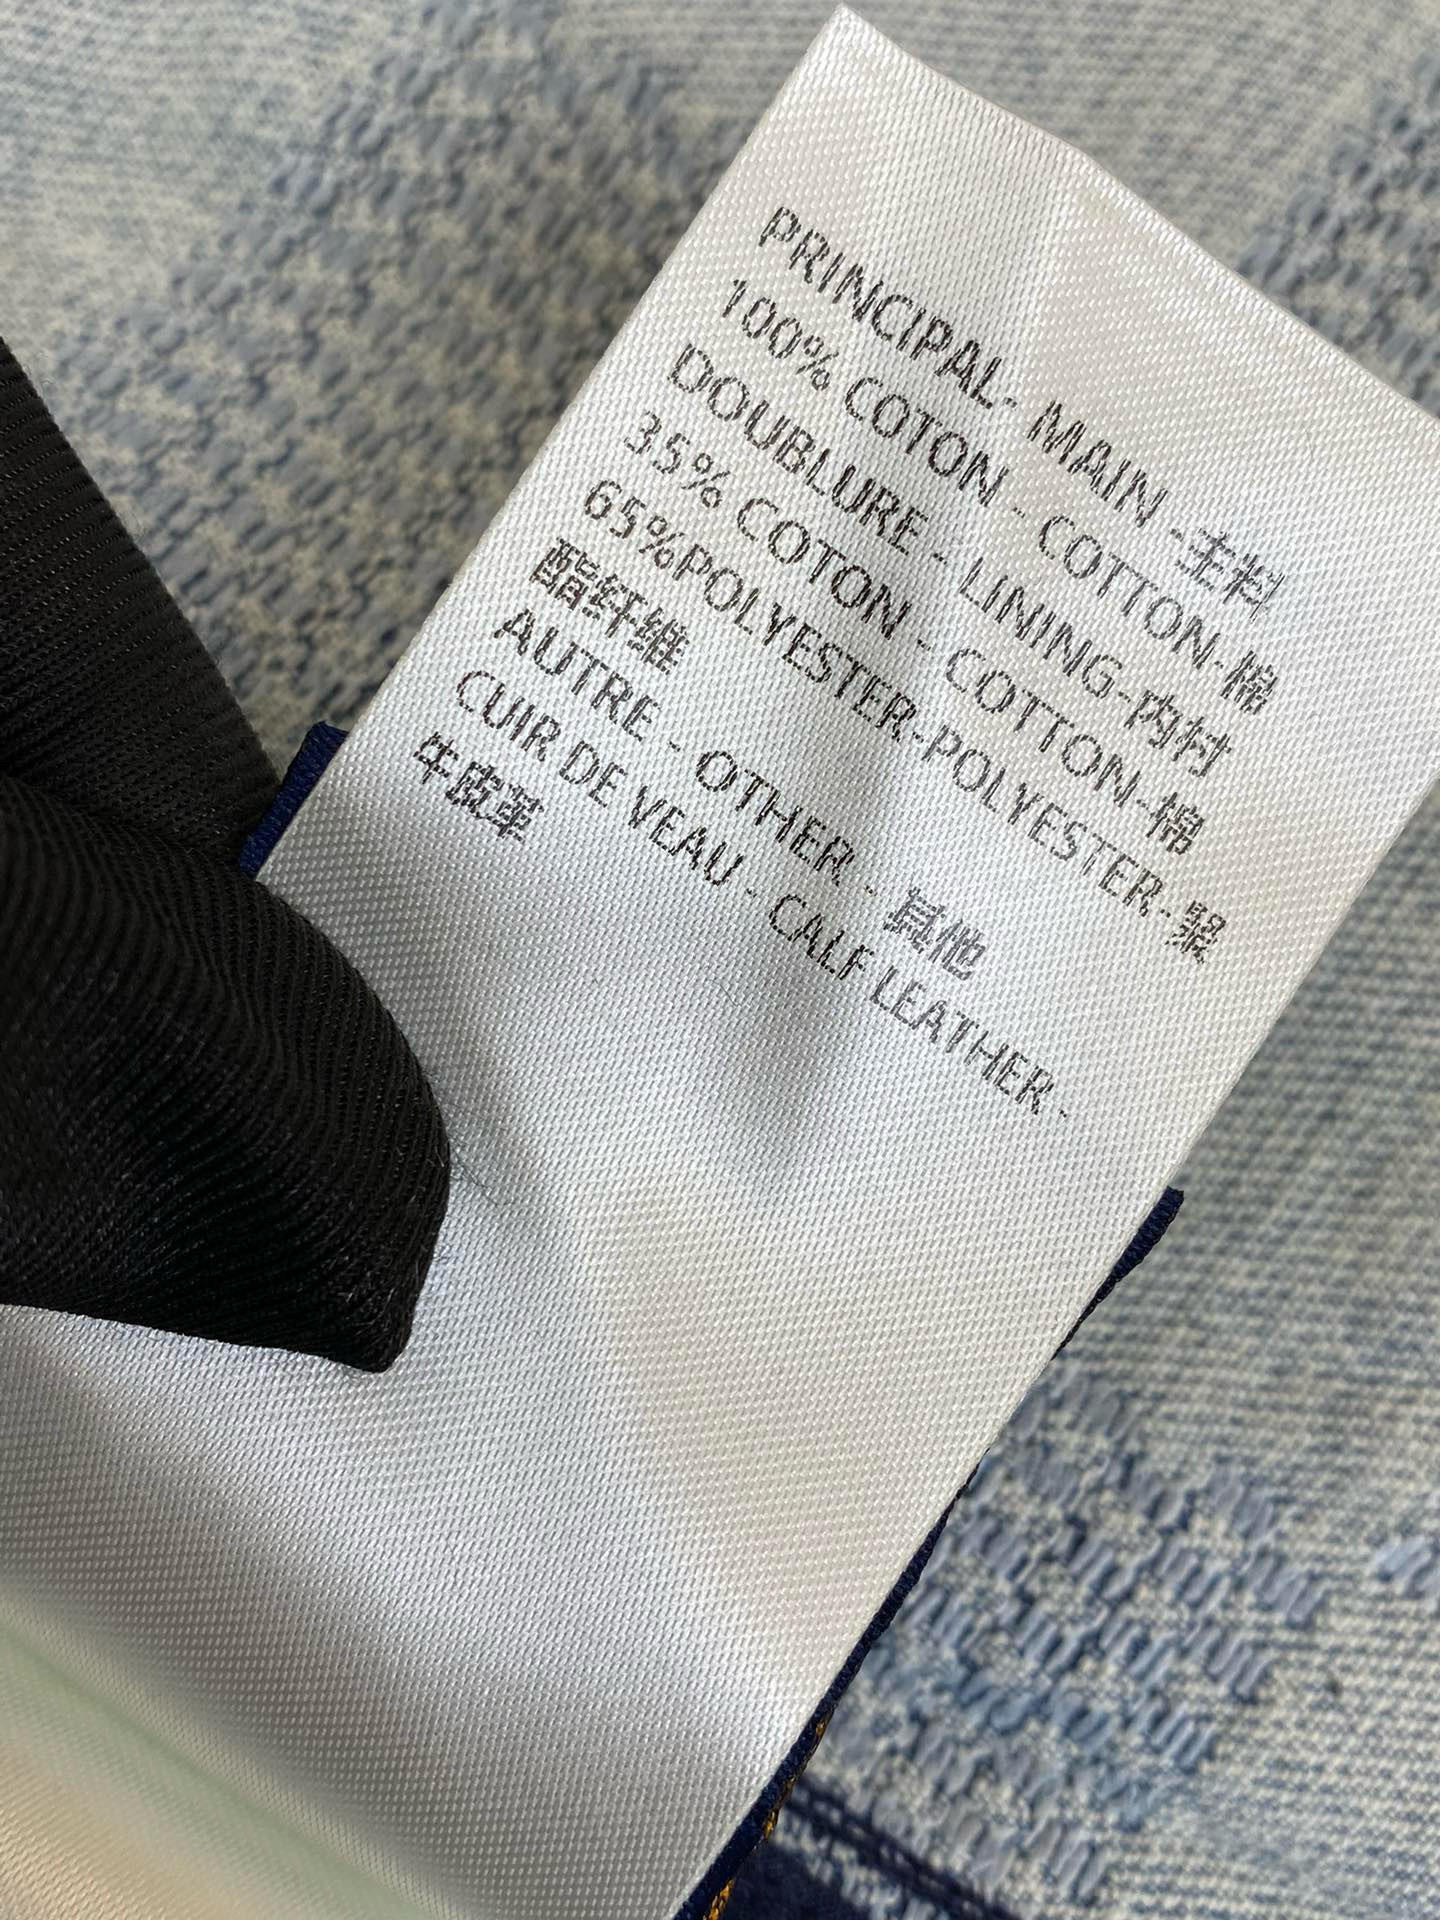 PRINCIPAL- MAIN -主料
100% COTON - COTTON-棉
DOUBLURE - LINING-内衬
35% COTON - COTTON-棉
65%POLYESTER-POLYESTER-聚
酯纤维
AUTRE - OTHER - 其他
CUIR DE VEAU - CALF LEATHER -
牛皮革